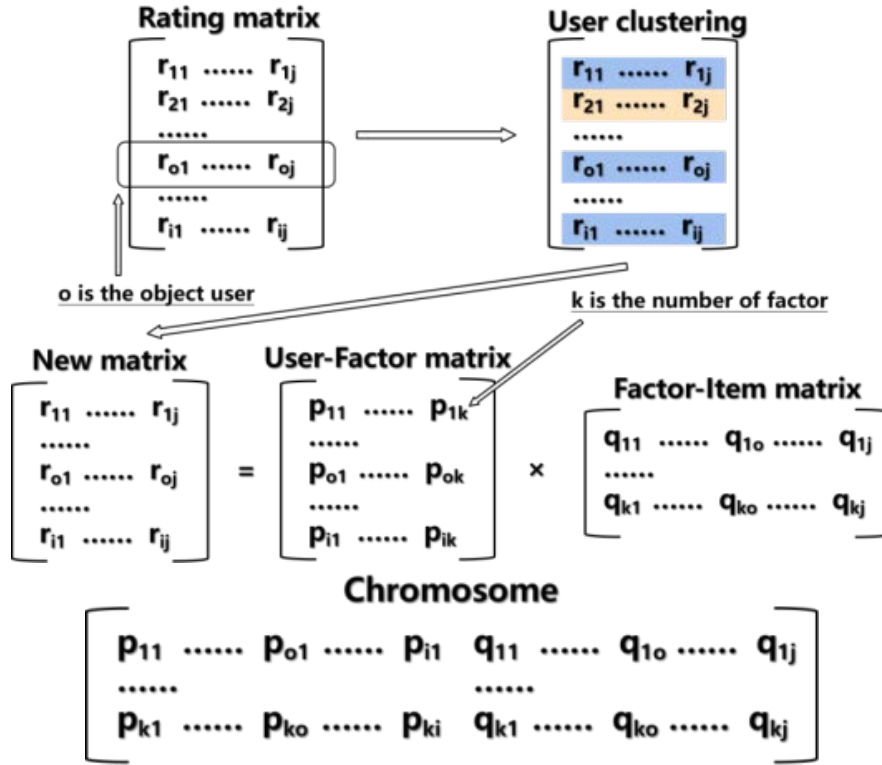 Rating matrix
r11 ...... r1j
r21 ...... r2j
......
ro1 ...... roj
......
ri1 ...... rij
User clustering
r11 ...... r1j
r21 ...... r2j
......
ro1 ...... roj
......
ri1 ...... rij
o is the object user
k is the number of factor
New matrix
r11 ...... r1j
......
ro1 ...... roj
......
ri1 ...... rij
=
User-Factor matrix
p11 ...... p1k
......
po1 ...... pok
......
pi1 ...... pik
×
Factor-Item matrix
q11 ...... q1o ...... q1j
......
qk1 ...... qko ...... qkj
Chromosome
p11 ...... po1 ...... pi1 q11 ...... q1o ...... q1j
...... ......
pk1 ...... pko ...... pki qk1 ...... qko ...... qkj